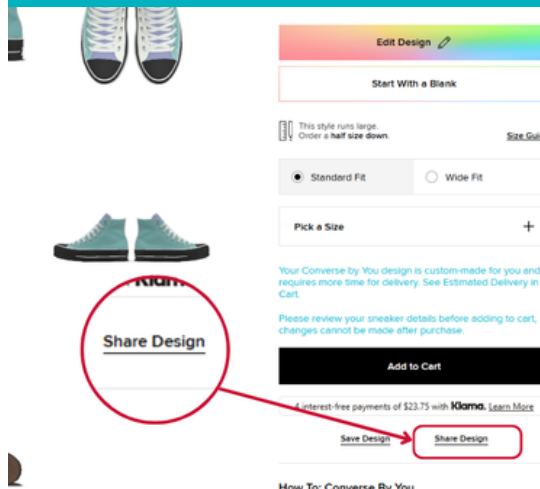 Edit Design
Start With a Blank
This style runs large.
Order a half size down.
Size Gui
Standard Fit
Wide Fit
Pick a Size
+
Your Converse by You design is custom-made for you and
requires more time for delivery. See Estimated Delivery in
Cart.
Please review your sneaker details before adding to cart,
changes cannot be made after purchase.
Share Design
Add to Cart
4 interest-free payments of $23.75 with Klarna. Learn More
Save Design
Share Design
How To: Converse By You